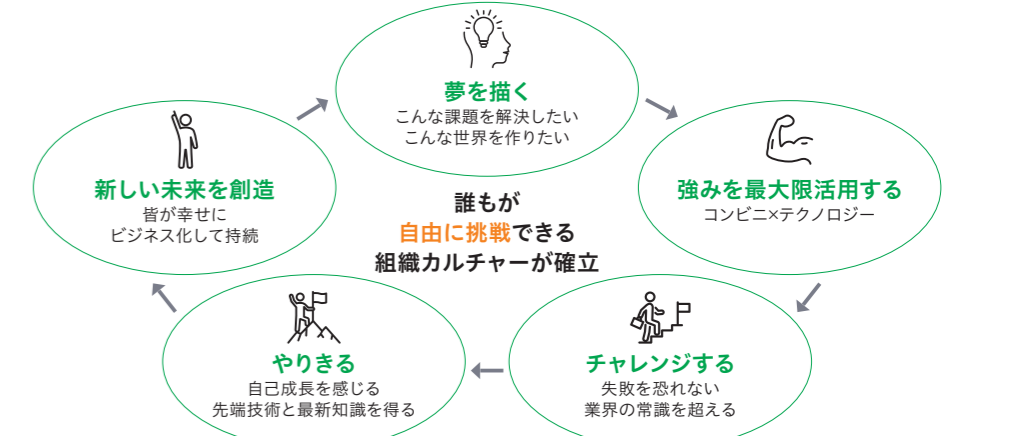 夢を描く
こんな課題を解決したい
こんな世界を作りたい
強みを最大限活用する
コンビニ×テクノロジー
チャレンジする
失敗を恐れない
業界の常識を超える
やりきる
自己成長を感じる
先端技術と最新知識を得る
新しい未来を創造
皆が幸せに
ビジネス化して持続
誰もが
自由に挑戦できる
組織カルチャーが確立